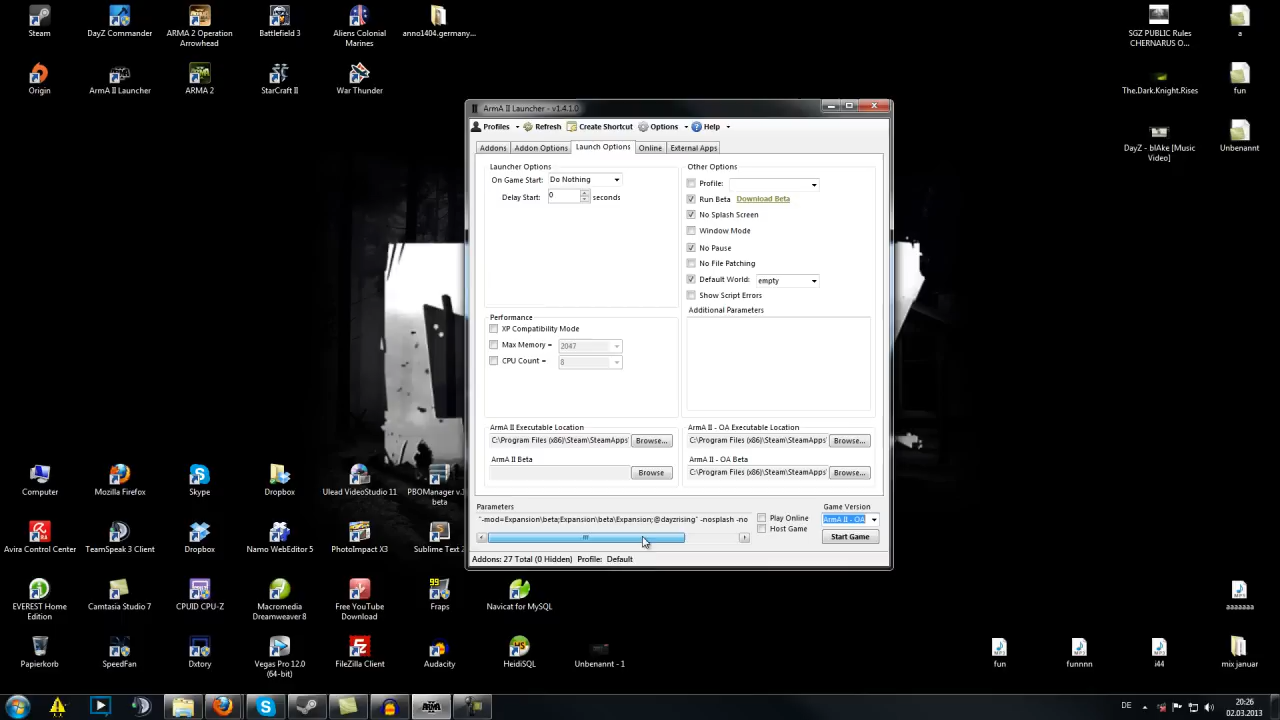 Steam
DayZ Commander
ARMA 2 Operation Arrowhead
Battlefield 3
Aliens Colonial Marines
anno1404.germany...
SGZ PUBLIC Rules CHERNARUS O...
a
Origin
ArmA II Launcher
ARMA 2
StarCraft II
War Thunder
The.Dark.Knight.Rises
fun
DayZ - blAke [Music Video]
Unbenannt
ArmA II Launcher - v1.4.1.0
Profiles
Refresh
Create Shortcut
Options
Help
Addons
Addon Options
Launch Options
Online
External Apps
Launcher Options
On Game Start: Do Nothing
Delay Start: 0 seconds
Other Options
Profile:
Run Beta Download Beta
No Splash Screen
Window Mode
No Pause
No File Patching
Default World: empty
Show Script Errors
Additional Parameters
Performance
XP Compatibility Mode
Max Memory = 2047
CPU Count = 8
ArmA II Executable Location
C:\Program Files (x86)\Steam\SteamApps' Browse...
ArmA II Beta
Browse
ArmA II - OA Executable Location
C:\Program Files (x86)\Steam\SteamApps' Browse...
ArmA II - OA Beta
C:\Program Files (x86)\Steam\SteamApps' Browse...
Parameters
"-mod=Expansion\beta;Expansion\beta\Expansion;@dayzrising" -nosplash -no
Play Online
Host Game
Game Version
ArmA II - OA
Start Game
Addons: 27 Total (0 Hidden) Profile: Default
Computer
Mozilla Firefox
Skype
Dropbox
Ulead VideoStudio 11
PBOManager v. beta
Avira Control Center
TeamSpeak 3 Client
Dropbox
Namo WebEditor 5
PhotoImpact X3
Sublime Text 2
EVEREST Home Edition
Camtasia Studio 7
CPUID CPU-Z
Macromedia Dreamweaver 8
Free YouTube Download
99
Fraps
Navicat for MySQL
aaaaaaa
Papierkorb
SpeedFan
Dxtory
Vegas Pro 12.0 (64-bit)
FileZilla Client
Audacity
HeidiSQL
Unbenannt - 1
fun
funnnn
i44
mix januar
DE
20:26
02.03.2013